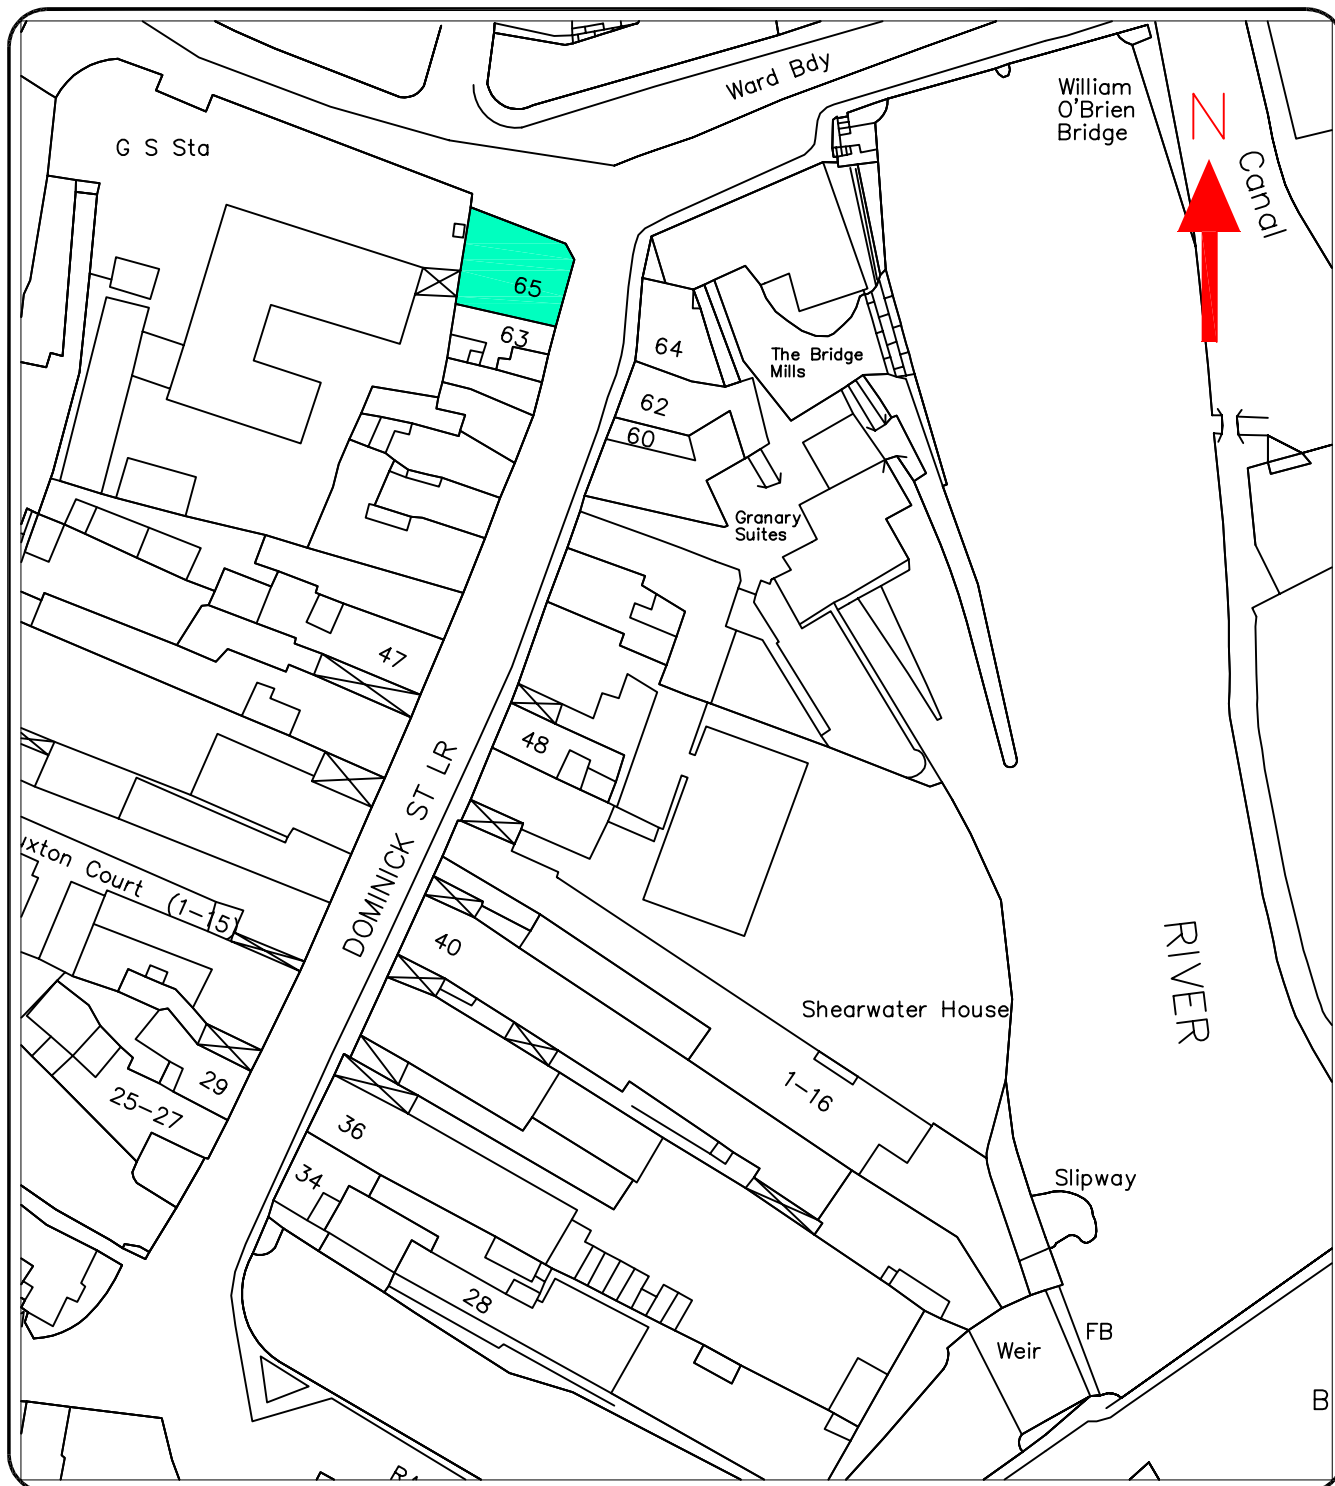 Ward Bdy
William
O'Brien
Bridge
N
G S Sta
Canal
65
63
64
The Bridge
Mills
62
60
Granary
Suites
47
48
DOMINICK ST LR
Court (1-15)
40
RIVER
Shearwater House
1-16
29
25-27
36
34
Slipway
28
FB
Weir
B